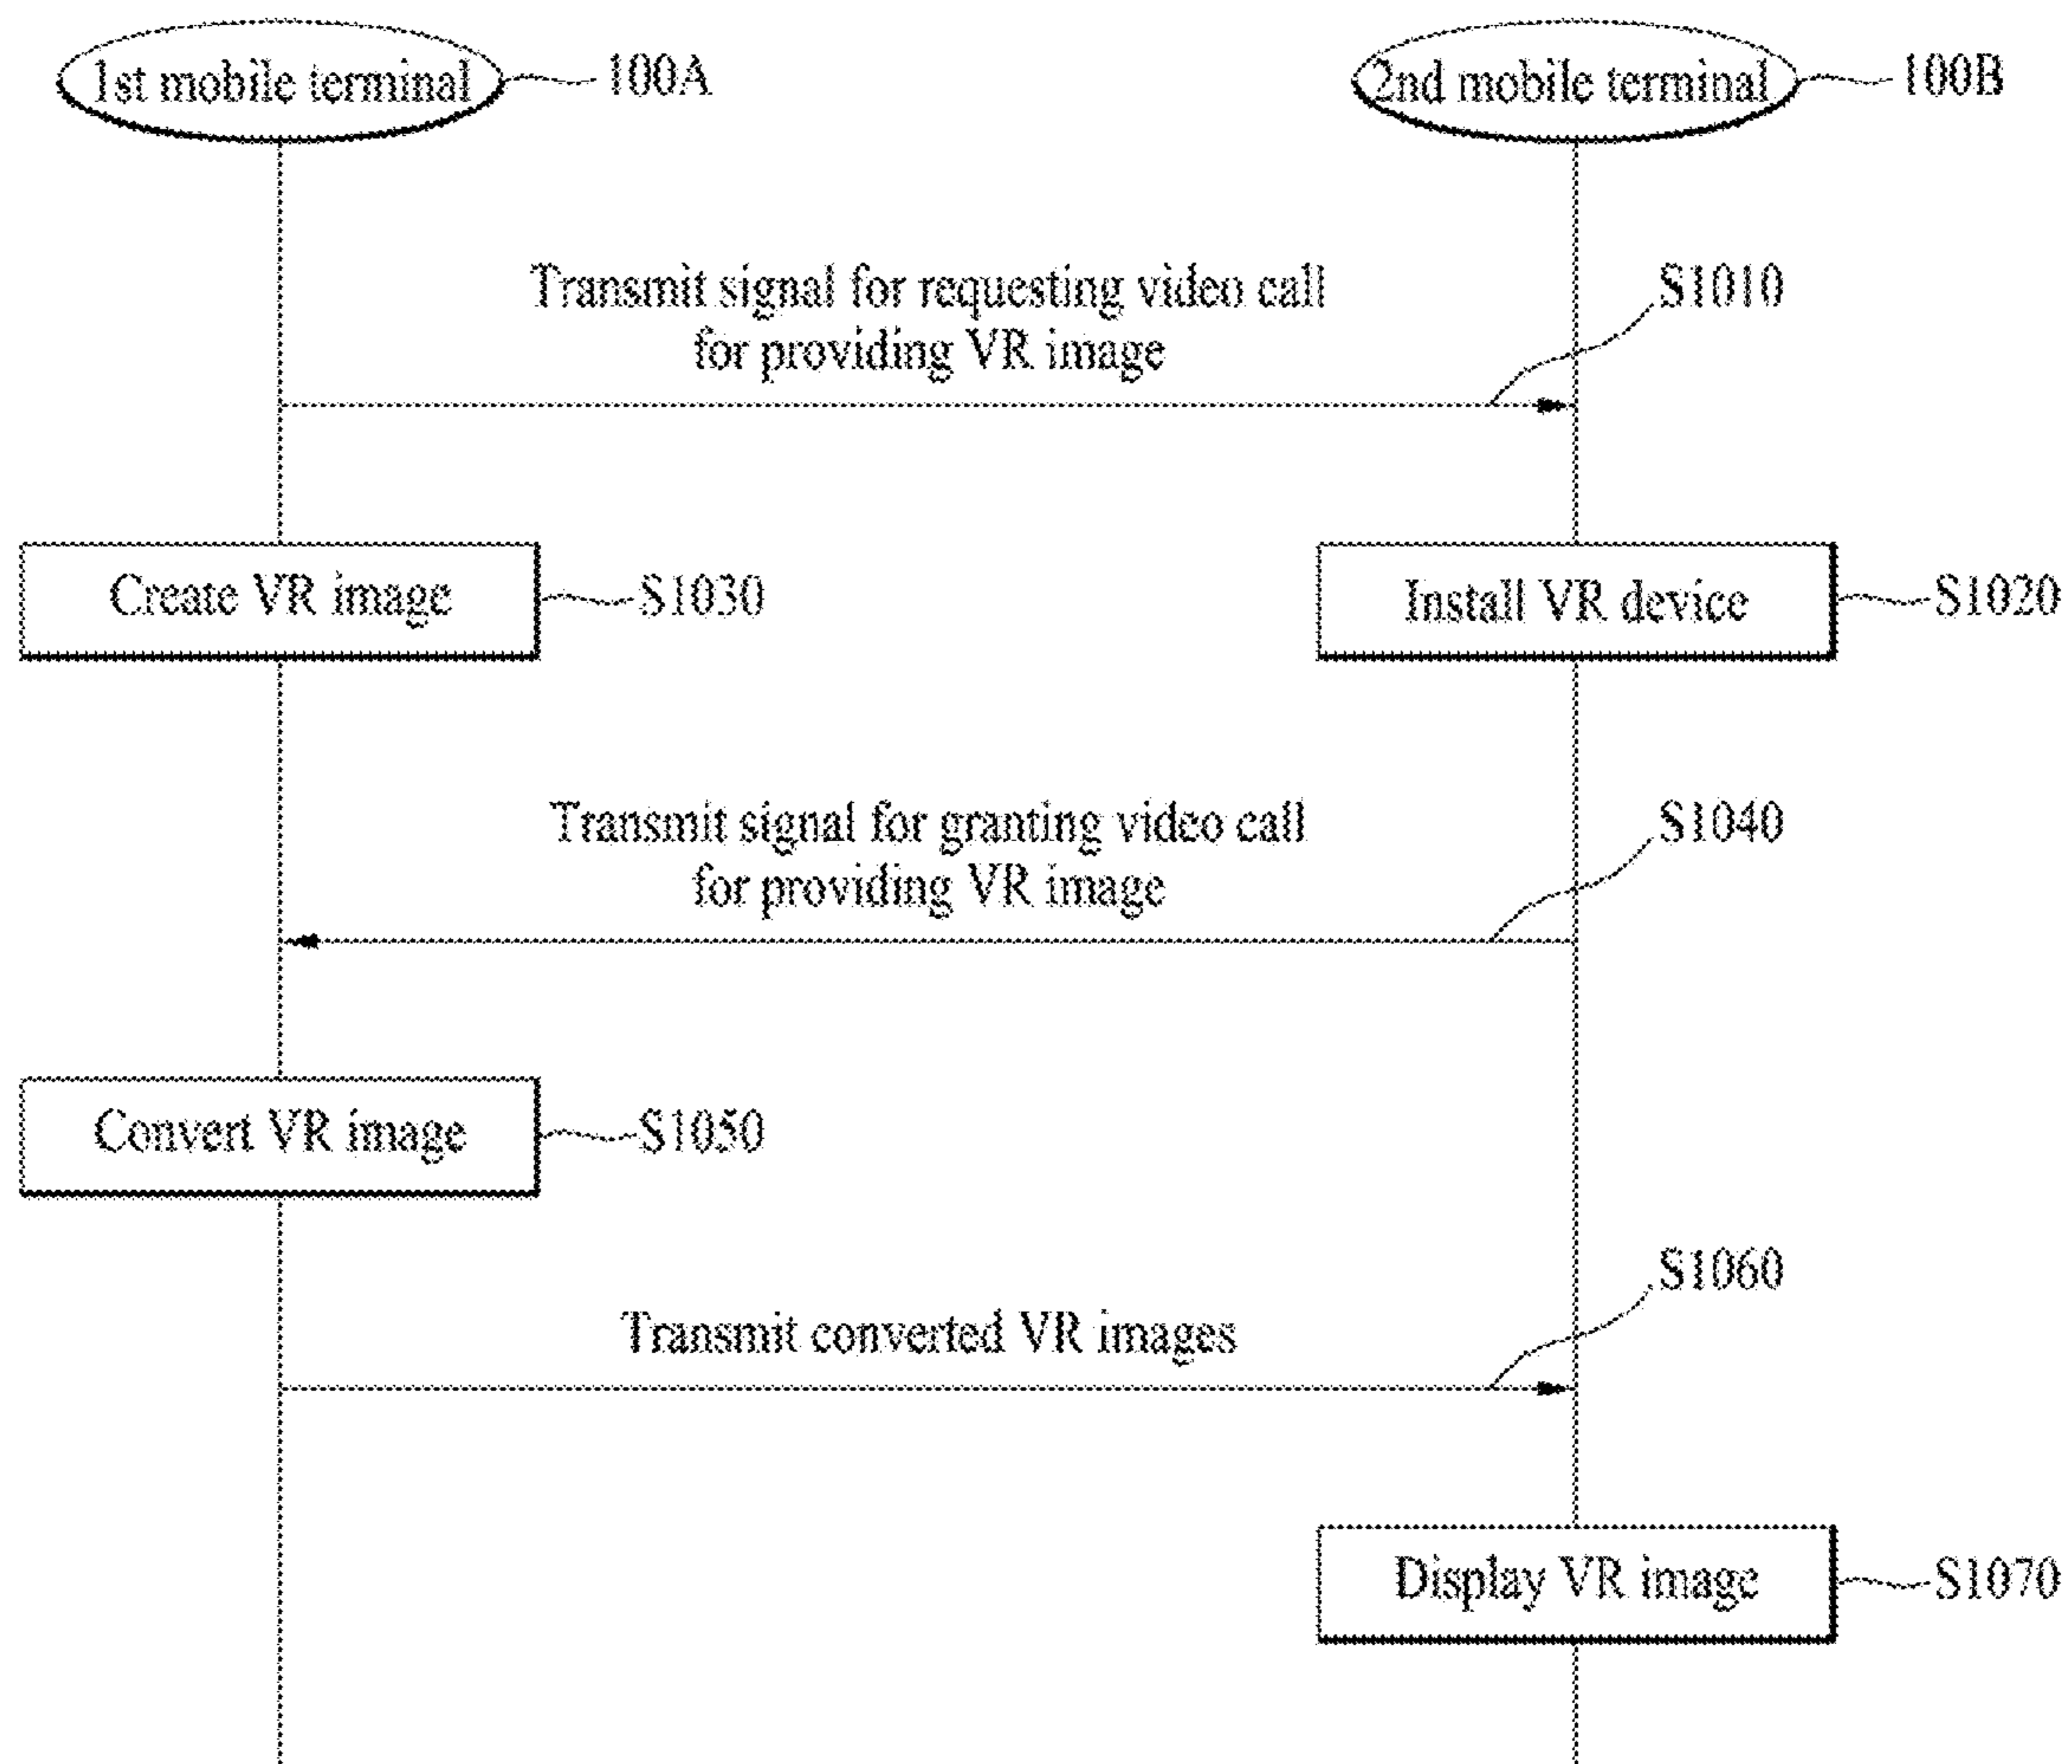 1st mobile terminal
100A
2nd mobile terminal
100B
Transmit signal for requesting video call
for providing VR image
S1010
Create VR image
S1030
Install VR device
S1020
Transmit signal for granting video call
for providing VR image
S1040
Convert VR image
S1050
Transmit converted VR images
S1060
Display VR image
S1070